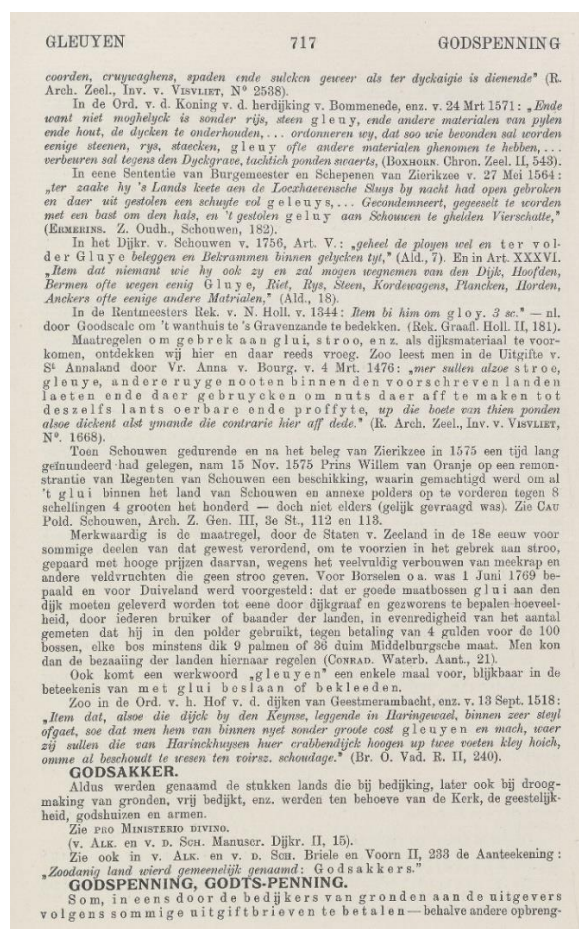 GLEUYEN 717 GODSPENNING
coorden, cruywaghens, spaden ende sulcken geweer als ter dyckaigie is dienende" (R.
Arch. Zeel., Inv. v. VISVLIET, N° 2538).
In de Ord. v. d. Koning v. d. herdijking v. Bommenede, enz. v. 24 Mrt 1571: „Ende
want niet moghelyck is sonder rijs, steen gleuy, ende andere materialen van pylen
ende hout, de dycken te onderhouden,... ordonneren wy, dat soo wie bevonden sal worden
eenige steenen, rys, staecken, gleuy ofte andere materialen ghenomen te hebben,...
verbeuren sal tegens den Dyckgrave, tachtich ponden swaerts, (BOXHORN. Chron. Zeel. II, 543).
In eene Sententie van Burgemeester en Schepenen van Zierikzee v. 27 Mei 1564:
„ter zaake hy 's Lands keete aen de Locxhaevensche Sluys by nacht had open gebroken
en daer uit gestolen een schuyte vol geleuys,... Gecondemneert, gegeeselt te worden
met een bast om den hals, en 't gestolen geluy aan Schouwen te ghelden Vierschatte,"
(ERMERINS. Z. Oudh., Schouwen, 182).
In het Dijkr. v. Schouwen v. 1756, Art. V.: „geheel de ployen wel en ter vol-
der Gluye beleggen en Bekrammen binnen gelycken tyt," (Ald., 7). En in Art. XXXVI.
„Item dat niemant wie hy ook zy en zal mogen wegnemen van den Dijk, Hoofden,
Bermen ofte wegen eenig Gluye, Riet, Rys, Steen, Kordewagens, Plancken, Horden,
Anckers ofte eenige andere Matrialen," (Ald., 18).
In de Rentmeesters Rek. v. N. Holl. v. 1344: Item bi him om gloy. 3 sc." — nl.
door Goodscalc om 't wanthuis te 's Gravenzande te bedekken. (Rek. Graafl. Holl. II, 181).
Maatregelen om gebrek aan glui, stroo, enz. als dijksmateriaal te voor-
komen, ontdekken wij hier en daar reeds vroeg. Zoo leest men in de Uitgifte v.
St Annaland door Vr. Anna v. Bourg. v. 4 Mrt. 1476: „mer sullen alzoe stroe,
gleuye, andere ruyge nooten binnen den voorschreven landen
laeten ende daer gebruycken om nuts daer aff te maken tot
deszelfs lants oerbare ende proffyte, up die boete van thien ponden
alsoe dickent alst ymande die contrarie hier aff dede." (R. Arch. Zeel., Inv. v. VISVLIET,
N°. 1668).
Toen Schouwen gedurende en na het beleg van Zierikzee in 1575 een tijd lang
geïnundeerd had gelegen, nam 15 Nov. 1575 Prins Willem van Oranje op een remon-
strantie van Regenten van Schouwen een beschikking, waarin gemachtigd werd om al
't glui binnen het land van Schouwen en annexe polders op te vorderen tegen 8
schellingen 4 grooten het honderd — doch niet elders (gelijk gevraagd was). Zie CAU
Pold. Schouwen, Arch. Z. Gen. III, 3e St., 112 en 113.
Merkwaardig is de maatregel, door de Staten v. Zeeland in de 18e eeuw voor
sommige deelen van dat gewest verordend, om te voorzien in het gebrek aan stroo,
gepaard met hooge prijzen daarvan, wegens het veelvuldig verbouwen van meekrap en
andere veldvruchten die geen stroo geven. Voor Borselen o a. was 1 Juni 1769 be-
paald en voor Duiveland werd voorgesteld: dat er goede maatbossen glui aan den
dijk moeten geleverd worden tot eene door dijkgraaf en gezworens te bepalen hoeveel-
heid, door iederen bruiker of baander der landen, in evenredigheid van het aantal
gemeten dat hij in den polder gebruikt, tegen betaling van 4 gulden voor de 100
bossen, elke bos minstens dik 9 palmen of 36 duim Middelburgsche maat. Men kon
dan de bezaaiing der landen hiernaar regelen (CONRAD. Waterb. Aant., 21).
Ook komt een werkwoord „gleuyen" een enkele maal voor, blijkbaar in de
beteekenis van met glui beslaan of bekleeden.
Zoo in de Ord. v. h. Hof v. d. dijken van Geestmerambacht, enz. v. 13 Sept. 1518:
„Item dat, alsoe die dijck by den Keynse, leggende in Haringewael, binnen zeer steyl
ofgaet, soe dat men hem van binnen nyet sonder groote cost gleuyen en mach, waer
zij sullen die van Harinckhuysen huer crabbendijck hoogen up twee voeten kley hoich,
omme al beschoudt te wesen ten voirsz. schoudage." (Br. O. Vad. R. II, 240).
GODSAKKER.
Aldus werden genaamd de stukken lands die bij bedijking, later ook bij droog-
making van gronden, vrij bedijkt, enz. werden ten behoeve van de Kerk, de geestelijk-
heid, godshuizen en armen.
Zie PRO MINISTERIO DIVINO.
(v. ALK. en v. D. SCH. Manuscr. Dijkr. II, 15).
Zie ook in v. ALK. en v. D. SCH. Briele en Voorn II, 233 de Aanteekening:
„Zoodanig land wierd gemeenelijk genaamd: Godsakkers."
GODSPENNING, GODTS-PENNING.
Som, in eens door de bedijkers van gronden aan de uitgevers
volgens sommige uitgiftbrieven te betalen — behalve andere opbreng-